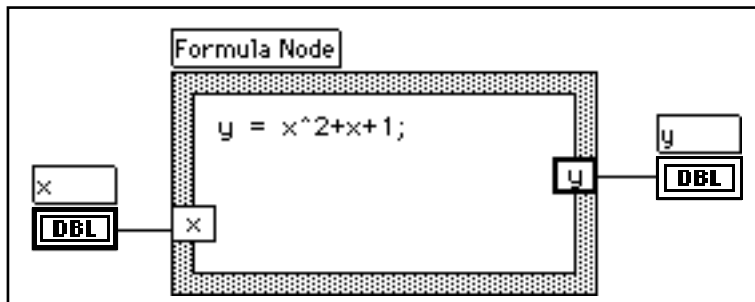 Formula Node
y = x^2+x+1;
y
x
y
DBL
DBL
x